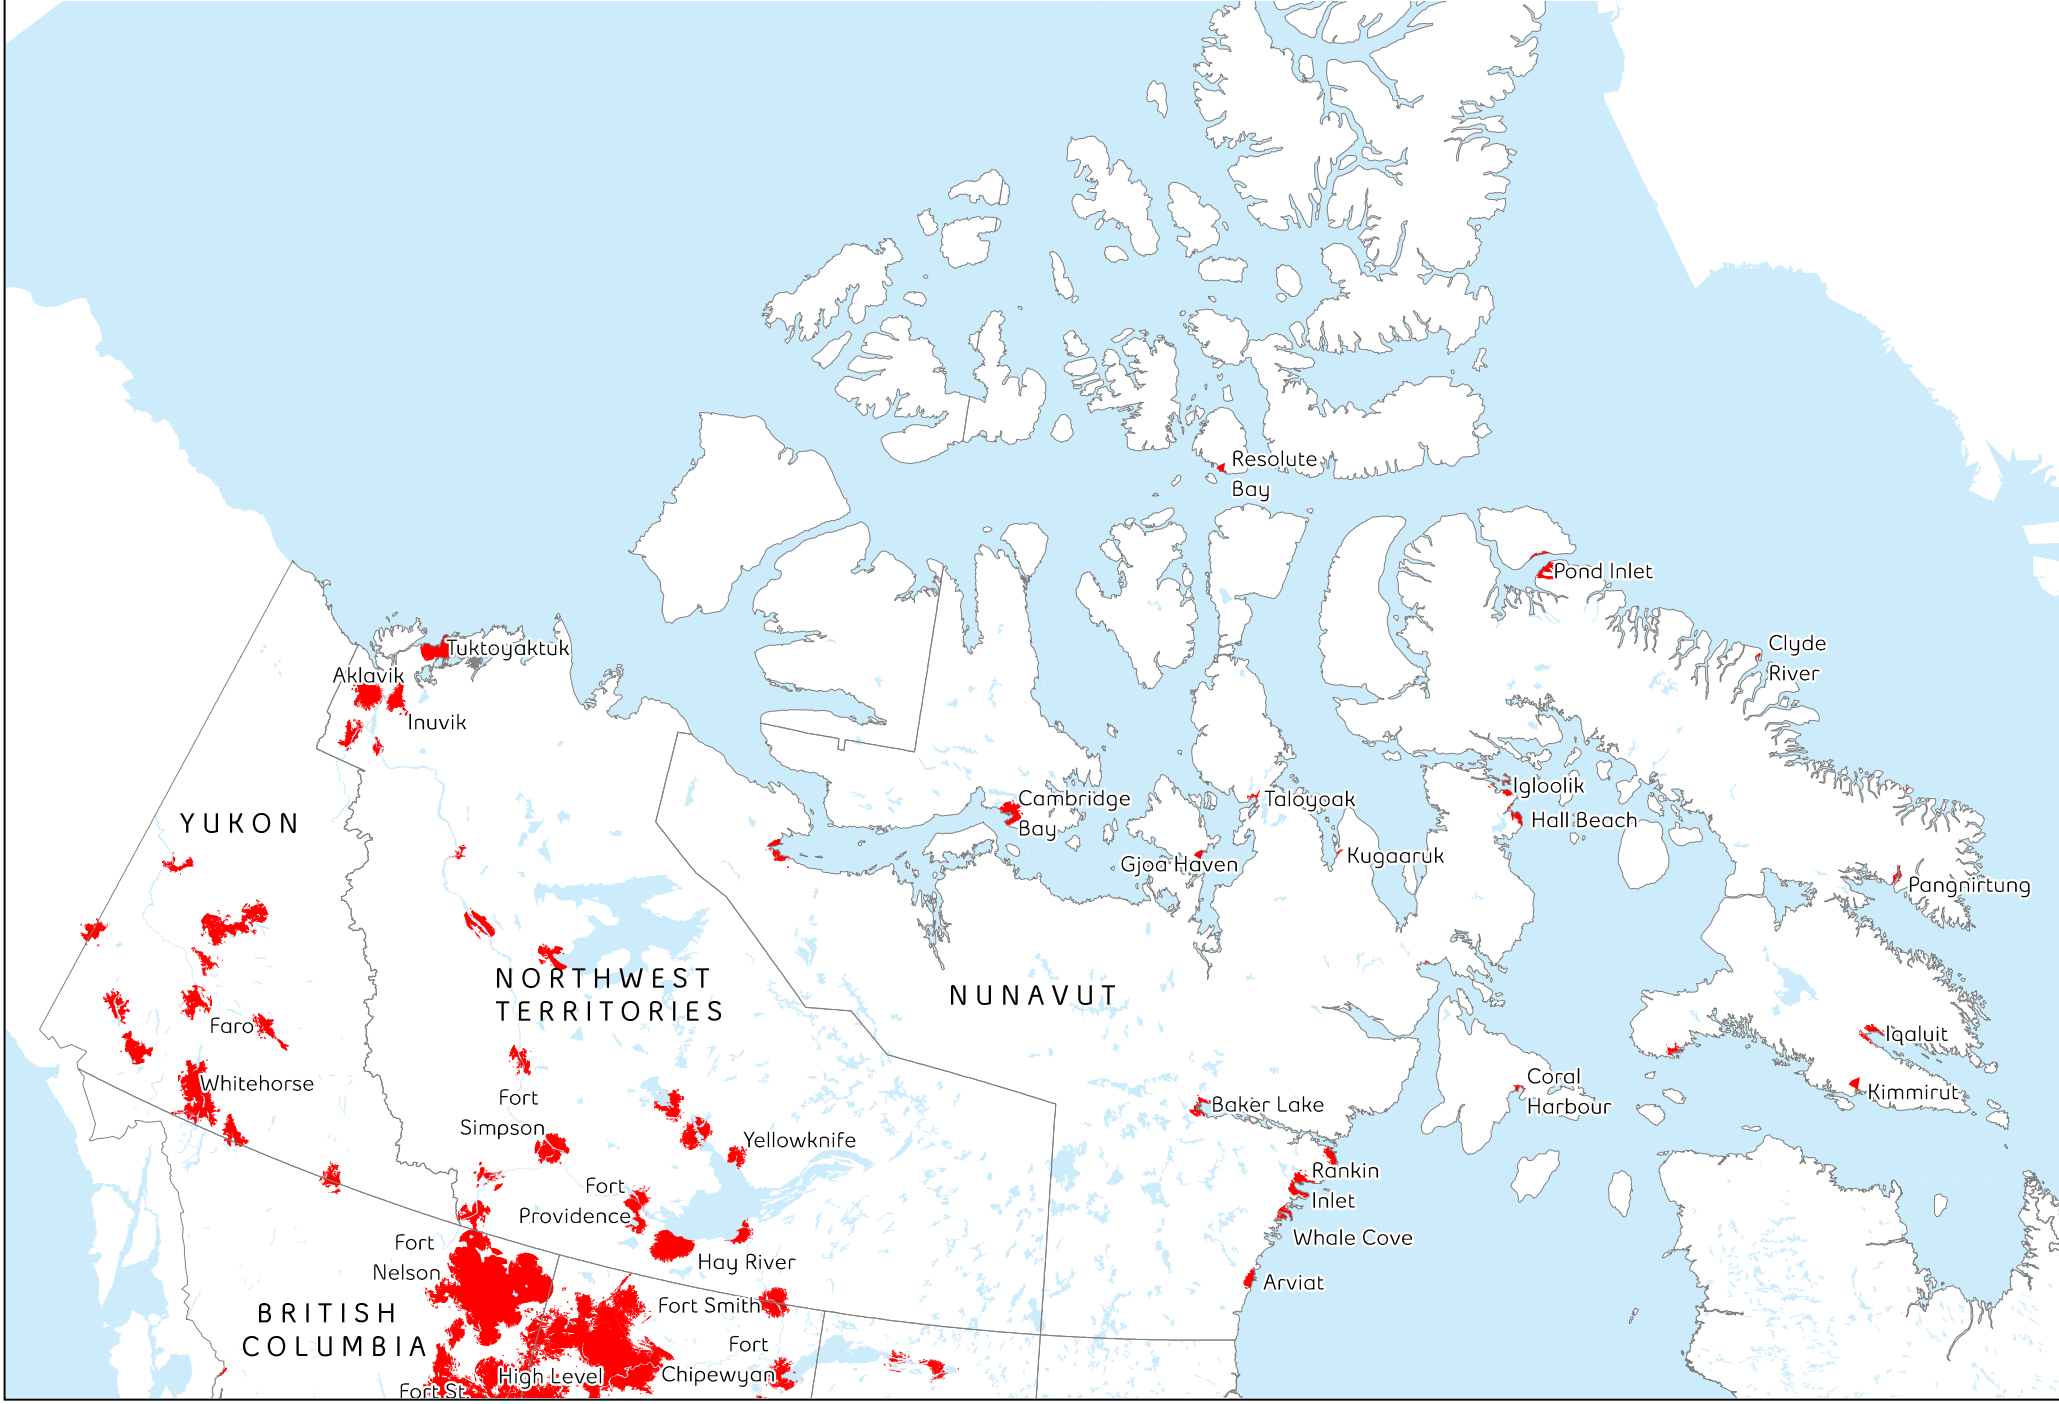 Resolute
Bay
Pond Inlet
Clyde
River
Tuktoyaktuk
Aklavik
Inuvik
Igloolik
Cambridge
Bay
Taloyoak
Hall Beach
YUKON
Gjoa Haven
Kugaaruk
Pangnirtung
NORTHWEST
TERRITORIES
NUNAVUT
Faro
Iqaluit
Whitehorse
Coral
Harbour
Kimmirut
Fort
Simpson
Baker Lake
Yellowknife
Rankin
Inlet
Fort
Providence
Whale Cove
Fort
Nelson
Hay River
Arviat
BRITISH
COLUMBIA
Fort Smith
Fort
Chipewyan
High Level
Fort St.